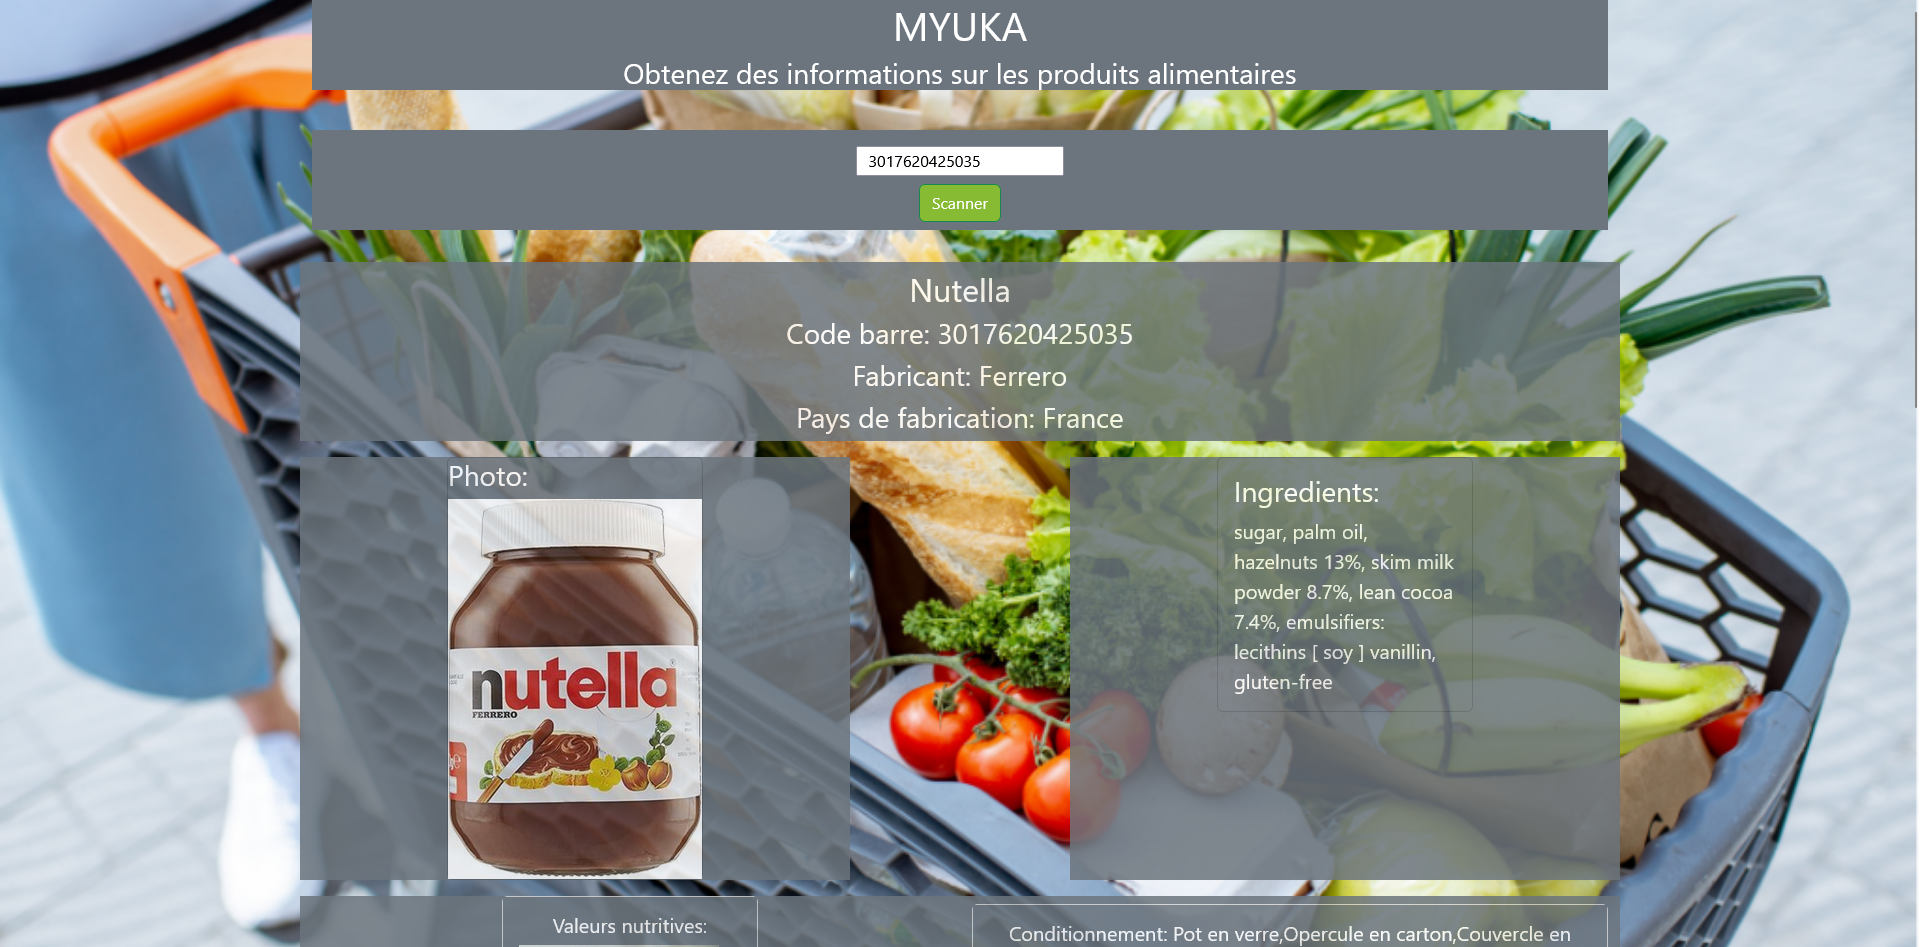 MYUKA
Obtenez des informations sur les produits alimentaires
3017620425035
Scanner
Nutella
Code barre: 3017620425035
Fabricant: Ferrero
Pays de fabrication: France
Photo:
nutella
FERRERO
Ingredients:
sugar, palm oil,
hazelnuts 13%, skim milk
powder 8.7%, lean cocoa
7.4%, emulsifiers:
lecithins [ soy ] vanillin,
gluten-free
Valeurs nutritives:
Conditionnement: Pot en verre,Opercule en carton,Couvercle en